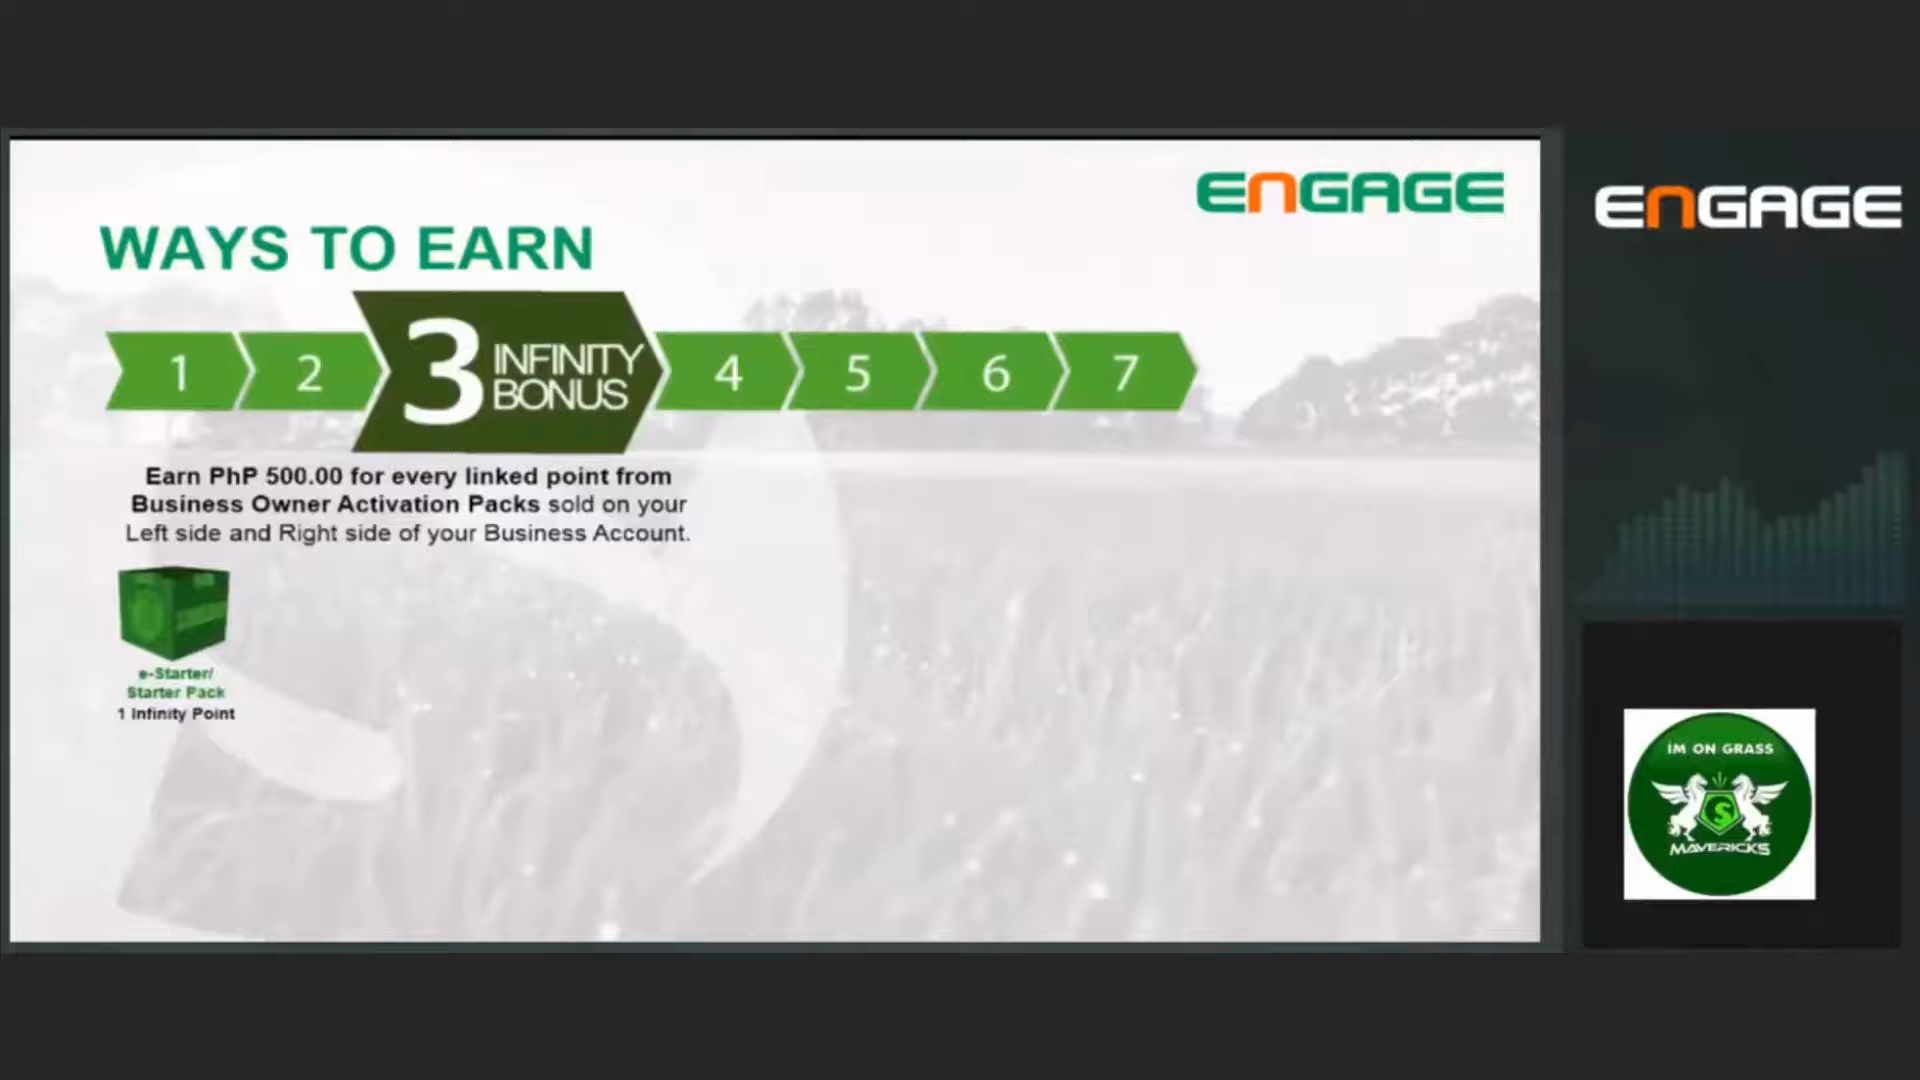 ENGAGE
ENGAGE
WAYS TO EARN
1
2
3
INFINITY
BONUS
4
5
6
7
Earn PhP 500.00 for every linked point from
Business Owner Activation Packs sold on your
Left side and Right side of your Business Account.
e-Starter/
Starter Pack
1 Infinity Point
IM ON GRASS
S
MAVERICKS